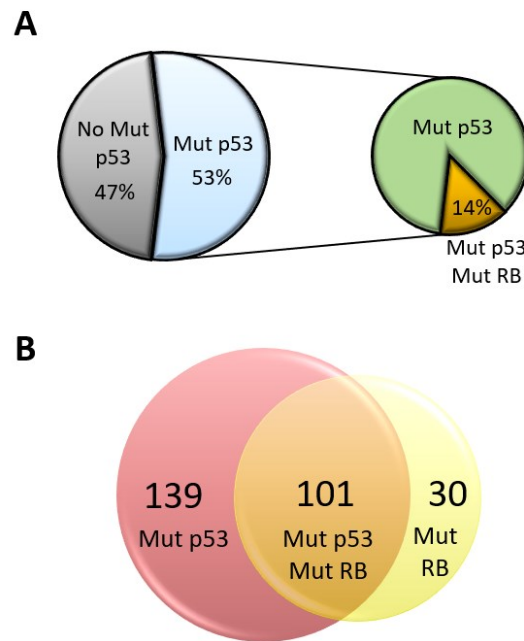 A
No Mut
p53
47%
Mut p53
53%
Mut p53
14%
Mut p53
Mut RB
B
139
Mut p53
101
Mut p53
Mut RB
30
Mut
RB